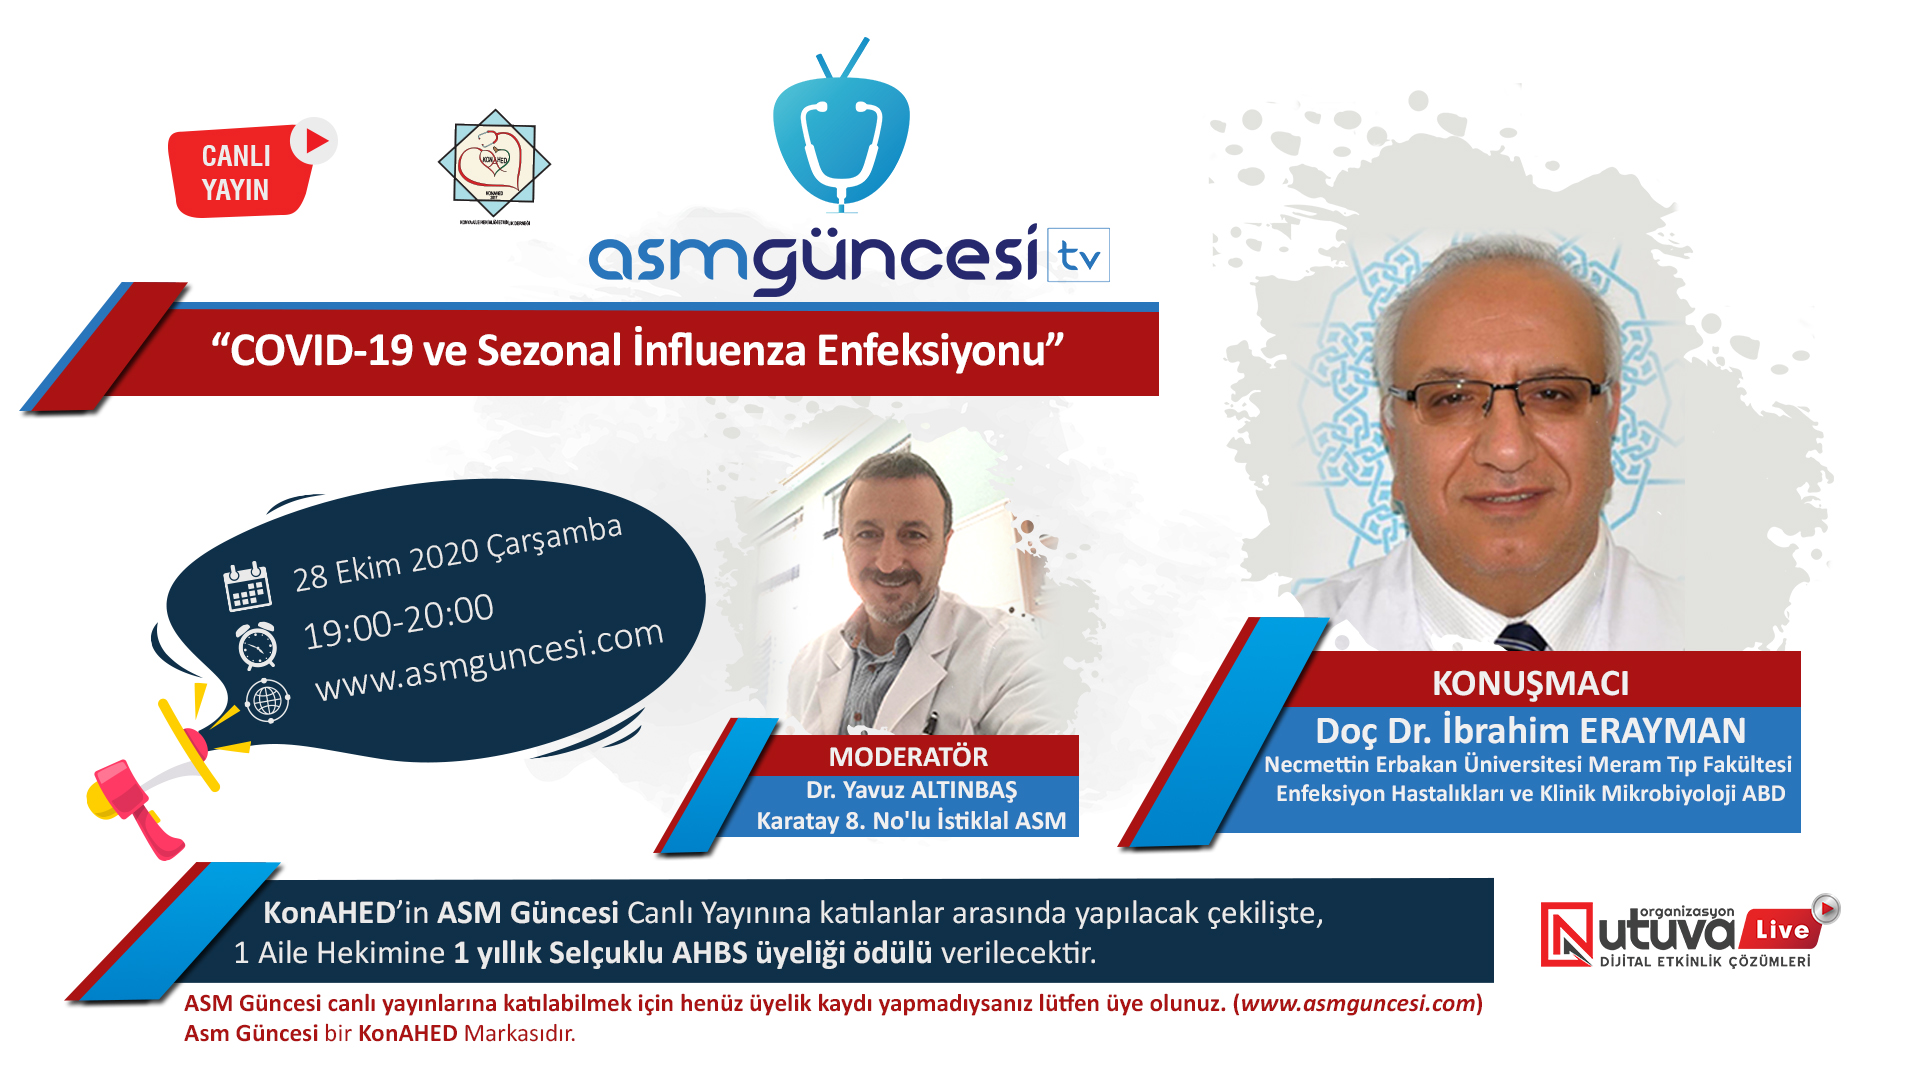 CANLI
YAYIN
KONAHED
KONAHED
2017
asmgüncesi tv
“COVID-19 ve Sezonal İnfluenza Enfeksiyonu”
28 Ekim 2020 Çarşamba
19:00-20:00
www.asmguncesi.com
MODERATÖR
Dr. Yavuz ALTINBAŞ
Karatay 8. No'lu İstiklal ASM
KONUŞMACI
Doç Dr. İbrahim ERAYMAN
Necmettin Erbakan Üniversitesi Meram Tıp Fakültesi
Enfeksiyon Hastalıkları ve Klinik Mikrobiyoloji ABD
KonAHED’in ASM Güncesi Canlı Yayınına katılanlar arasında yapılacak çekilişte,
1 Aile Hekimine 1 yıllık Selçuklu AHBS üyeliği ödülü verilecektir.
ASM Güncesi canlı yayınlarına katılabilmek için henüz üyelik kaydı yapmadıysanız lütfen üye olunuz. (www.asmguncesi.com)
Asm Güncesi bir KonAHED Markasıdır.
organizasyon
Nutuva Live
DİJİTAL ETKİNLİK ÇÖZÜMLERİ